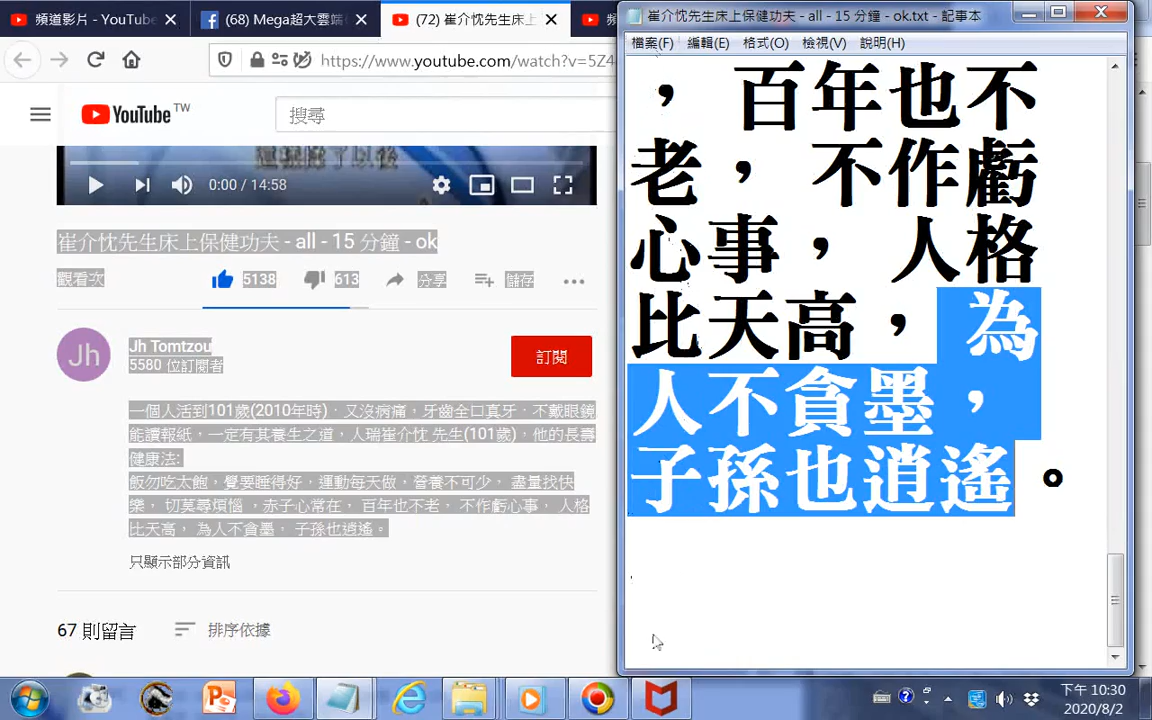 頻道影片 - YouTube
(68) Mega超大雲端
(72) 崔介忱先生床上
頻
https://www.youtube.com/watch?v=5Z4
YouTube TW
搜尋
種觀療了以後
0:00 / 14:58
崔介忱先生床上保健功夫 - all - 15 分鐘 - ok
觀看次
5138
613
分享
儲存
Jh
Jh Tomtzou
5580 位訂閱者
訂閱
一個人活到101歲(2010年時)﹒又沒病痛，牙齒全口真牙﹒不戴眼鏡
能讀報紙，一定有其養生之道，人瑞崔介忱 先生(101歲)，他的長壽
健康法:
飯勿吃太飽，覺要睡得好，運動每天做，營養不可少， 盡量找快
樂， 切莫尋煩惱 ，赤子心常在， 百年也不老， 不作虧心事， 人格
比天高， 為人不貪墨， 子孫也逍遙。
只顯示部分資訊
67 則留言
排序依據
崔介忱先生床上保健功夫 - all - 15 分鐘 - ok.txt - 記事本
檔案(F) 編輯(E) 格式(O) 檢視(V) 說明(H)
， 百年也不
老， 不作虧
心事， 人格
比天高， 為
人不貪墨，
子孫也逍遙。
下午 10:30
2020/8/2